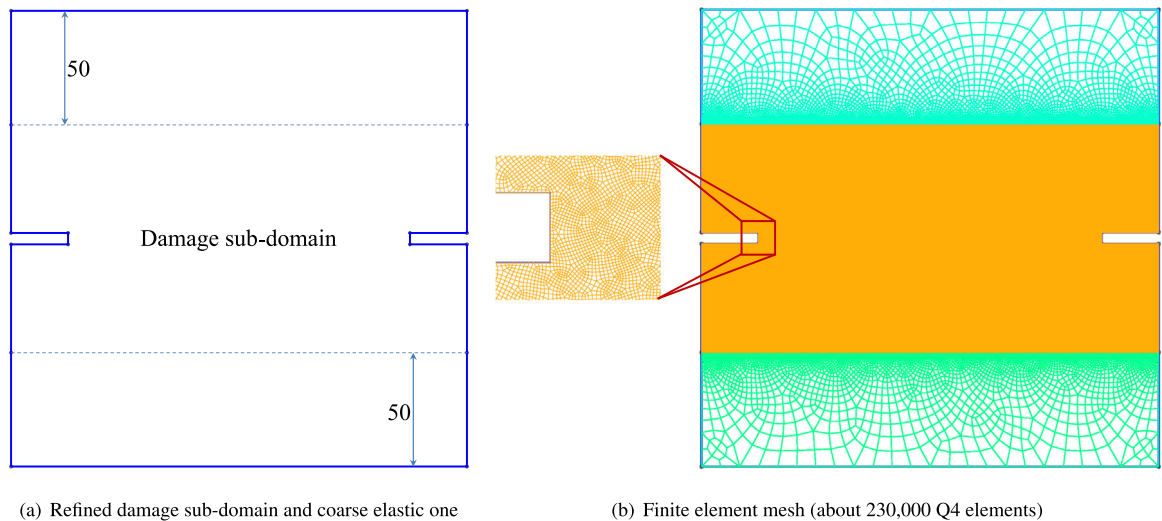 50
Damage sub-domain
50
(a) Refined damage sub-domain and coarse elastic one
(b) Finite element mesh (about 230,000 Q4 elements)